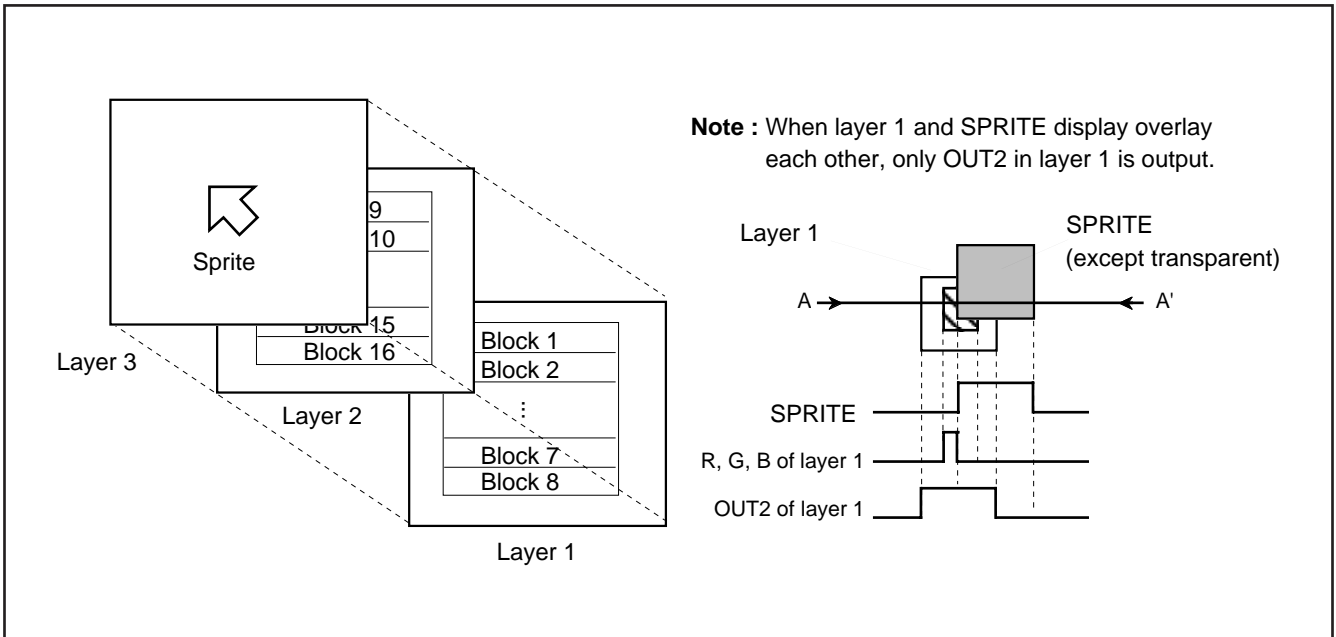 Sprite
Layer 3
9
10
Block 15
Block 16
Layer 2
Block 1
Block 2
⋮
Block 7
Block 8
Layer 1
Note : When layer 1 and SPRITE display overlay
each other, only OUT2 in layer 1 is output.
Layer 1
SPRITE
(except transparent)
A
A'
SPRITE
R, G, B of layer 1
OUT2 of layer 1